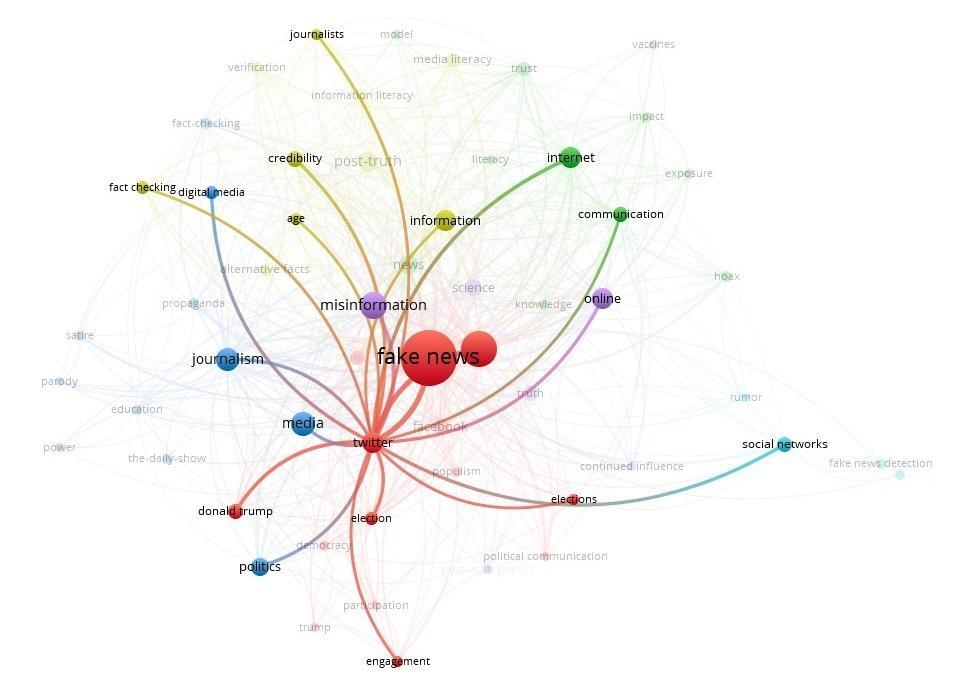 journalists
model
vaccines
media literacy
verification
trust
information literacy
impact
fact-checking
credibility
post-truth
literacy
internet
exposure
fact checking
digital media
communication
age
information
alternative facts
news
hoax
science
propaganda
misinformation
knowledge
online
satire
journalism
fake news
parody
truth
rumor
education
media
facebook
twitter
social networks
power
the-daily-show
continued influence
fake news detection
populism
elections
donald trump
election
democracy
political communication
politics
post-truth politics
participation
trump
engagement